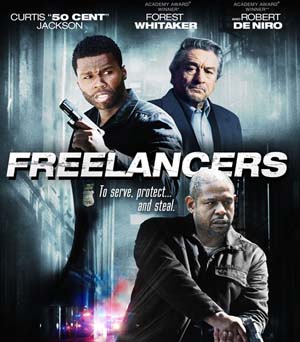 CURTIS "50 CENT" JACKSON
ACADEMY AWARD® WINNER*
FOREST WHITAKER
ACADEMY AWARD® WINNER**
AND ROBERT DE NIRO
FREELANCERS
To serve, protect...
and steal.